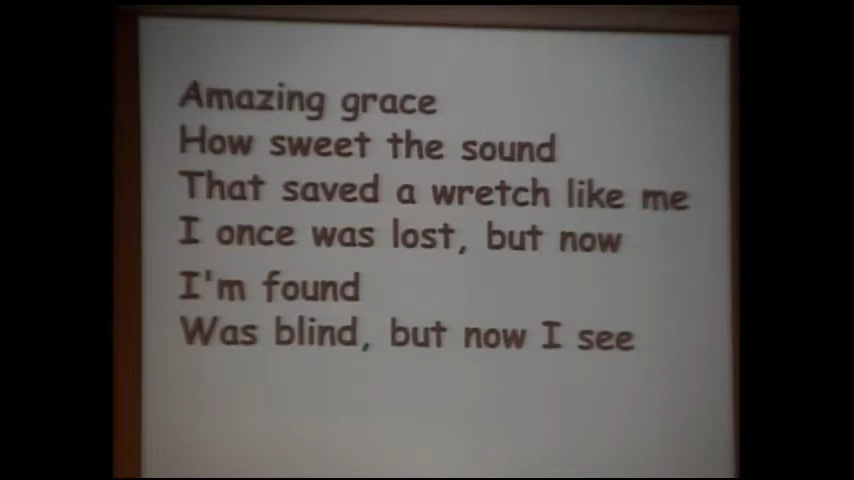 Amazing grace
How sweet the sound
That saved a wretch like me
I once was lost, but now
I'm found
Was blind, but now I see